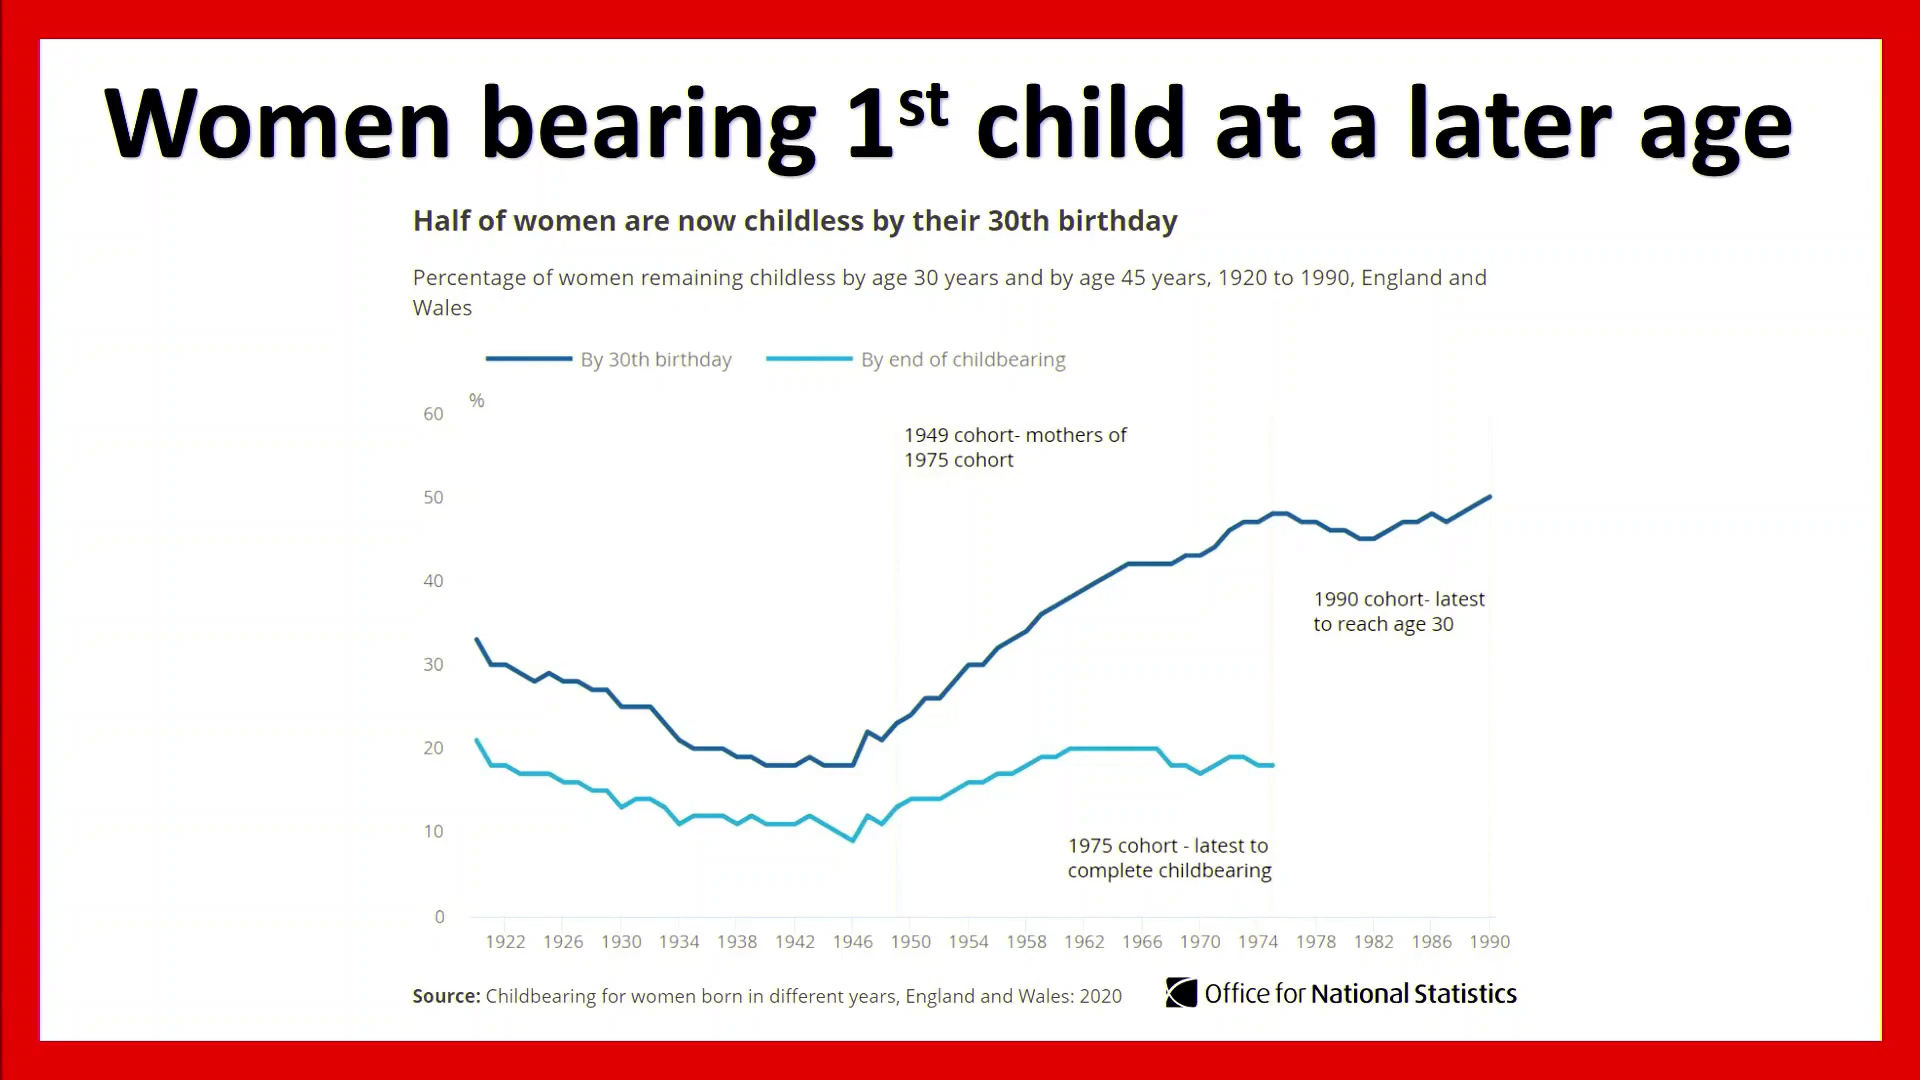 Women bearing 1st child at a later age
Half of women are now childless by their 30th birthday
Percentage of women remaining childless by age 30 years and by age 45 years, 1920 to 1990, England and
Wales
By 30th birthday By end of childbearing
%
60
1949 cohort- mothers of
1975 cohort
50
40
1990 cohort- latest
to reach age 30
30
20
10
1975 cohort - latest to
complete childbearing
0
1922 1926 1930 1934 1938 1942 1946 1950 1954 1958 1962 1966 1970 1974 1978 1982 1986 1990
Source: Childbearing for women born in different years, England and Wales: 2020
Office for National Statistics